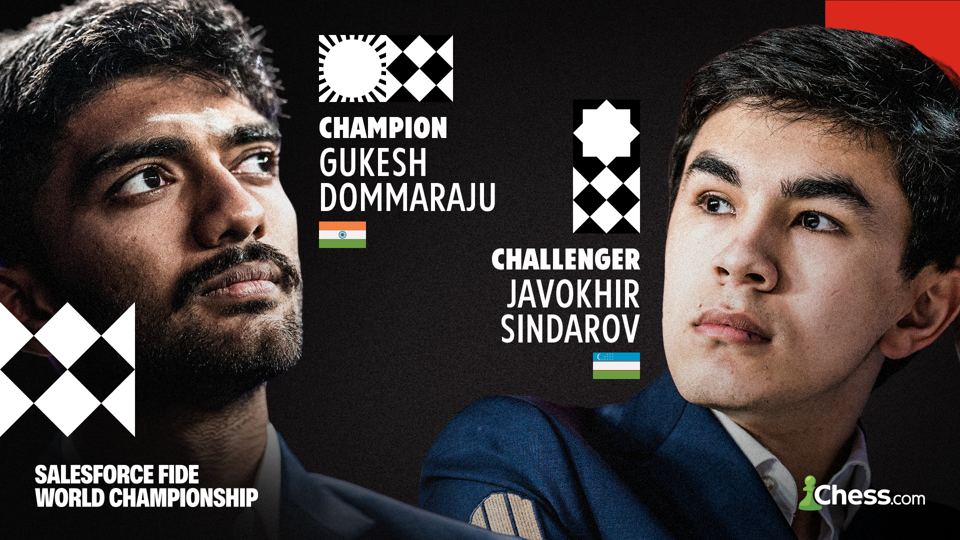 CHAMPION
GUKESH
DOMMARAJU
CHALLENGER
JAVOKHIR
SINDAROV
SALESFORCE FIDE
WORLD CHAMPIONSHIP
Chess.com